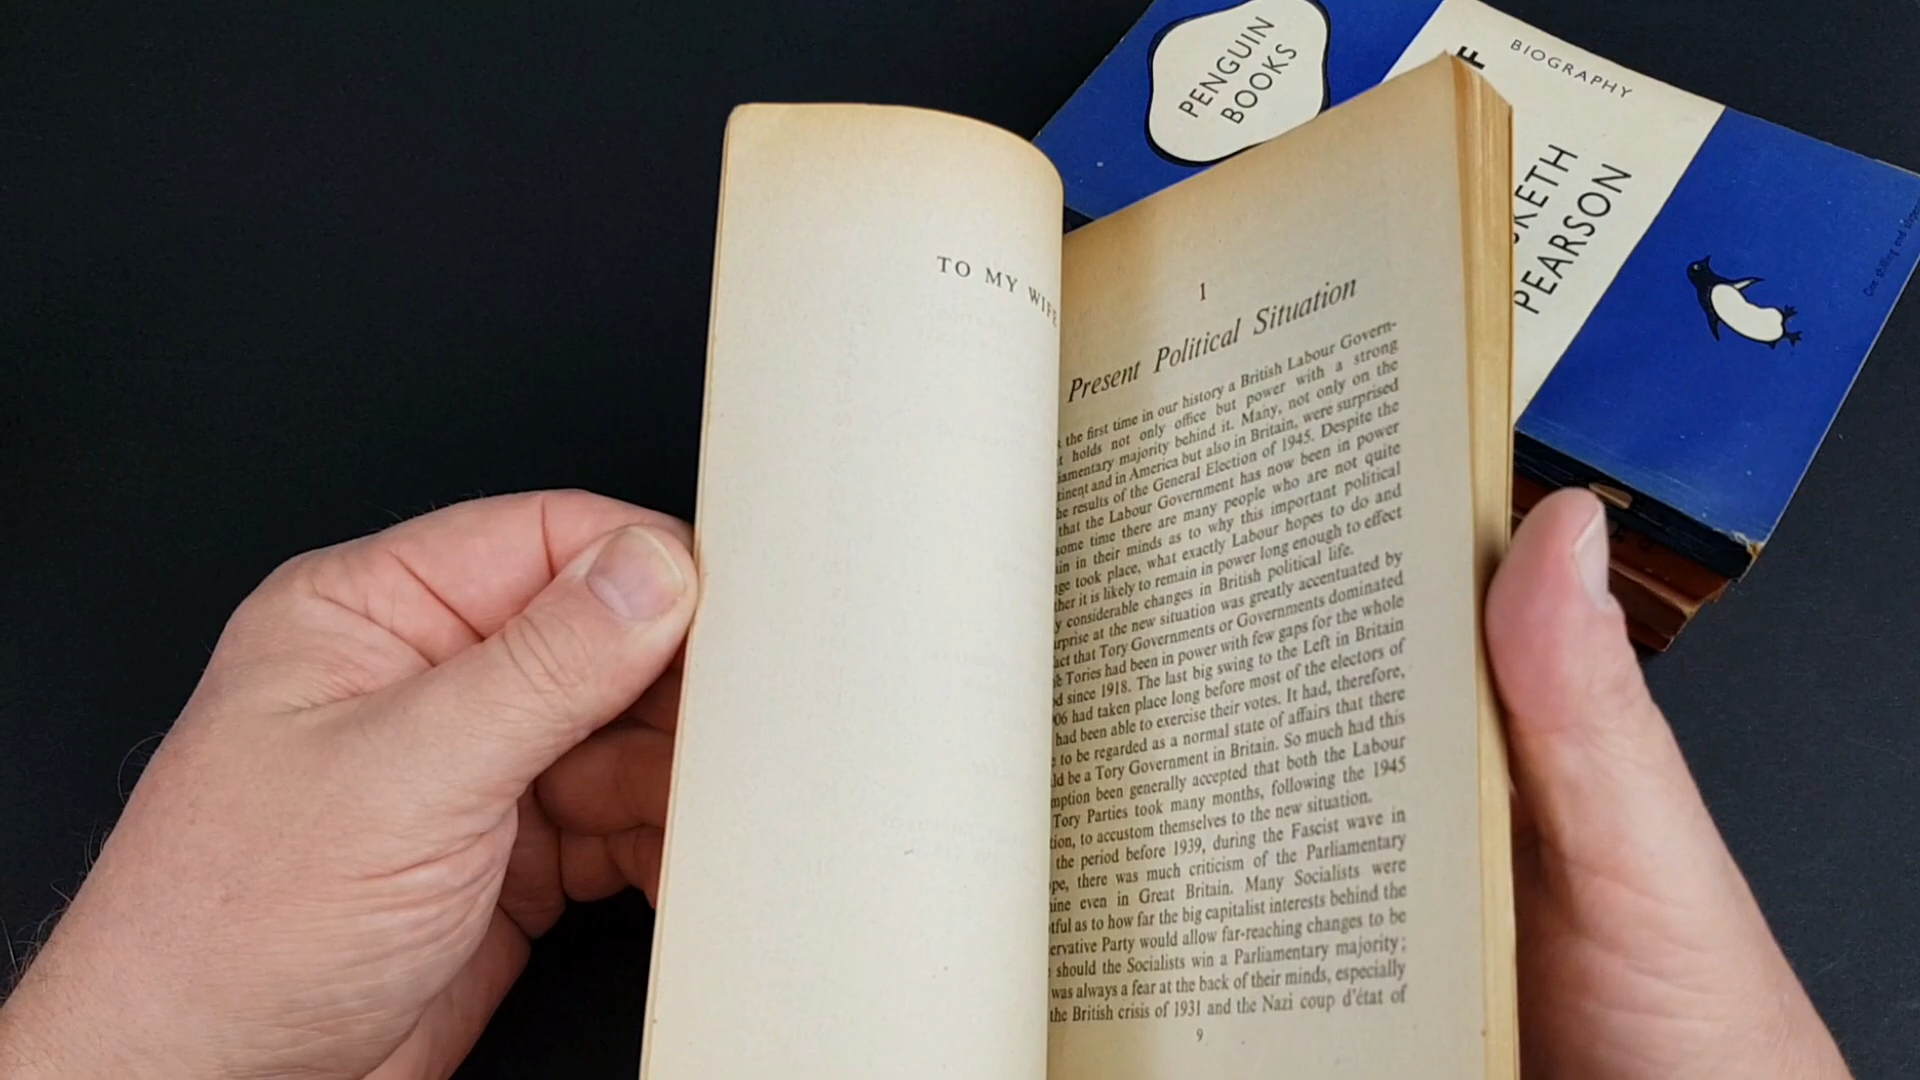 PENGUIN
BOOKS
BIOGRAPHY
F
SKETH
PEARSON
One shilling and
TO MY WIFE
1
Present Political Situation
the first time in our history a British Labour Govern-
holds not only office but power with a strong
iamentary majority behind it. Many, not only on the
tinent and in America but also in Britain, were surprised
he results of the General Election of 1945. Despite the
that the Labour Government has now been in power
some time there are many people who are not quite
in in their minds as to why this important political
ge took place, what exactly Labour hopes to do and
ther it is likely to remain in power long enough to effect
y considerable changes in British political life.
urprise at the new situation was greatly accentuated by
act that Tory Governments or Governments dominated
Tories had been in power with few gaps for the whole
d since 1918. The last big swing to the Left in Britain
06 had taken place long before most of the electors of
had been able to exercise their votes. It had, therefore,
to be regarded as a normal state of affairs that there
ld be a Tory Government in Britain. So much had this
mption been generally accepted that both the Labour
Tory Parties took many months, following the 1945
tion, to accustom themselves to the new situation.
the period before 1939, during the Fascist wave in
pe, there was much criticism of the Parliamentary
ine even in Great Britain. Many Socialists were
tful as to how far the big capitalist interests behind the
ervative Party would allow far-reaching changes to be
should the Socialists win a Parliamentary majority;
was always a fear at the back of their minds, especially
the British crisis of 1931 and the Nazi coup d'état of
9